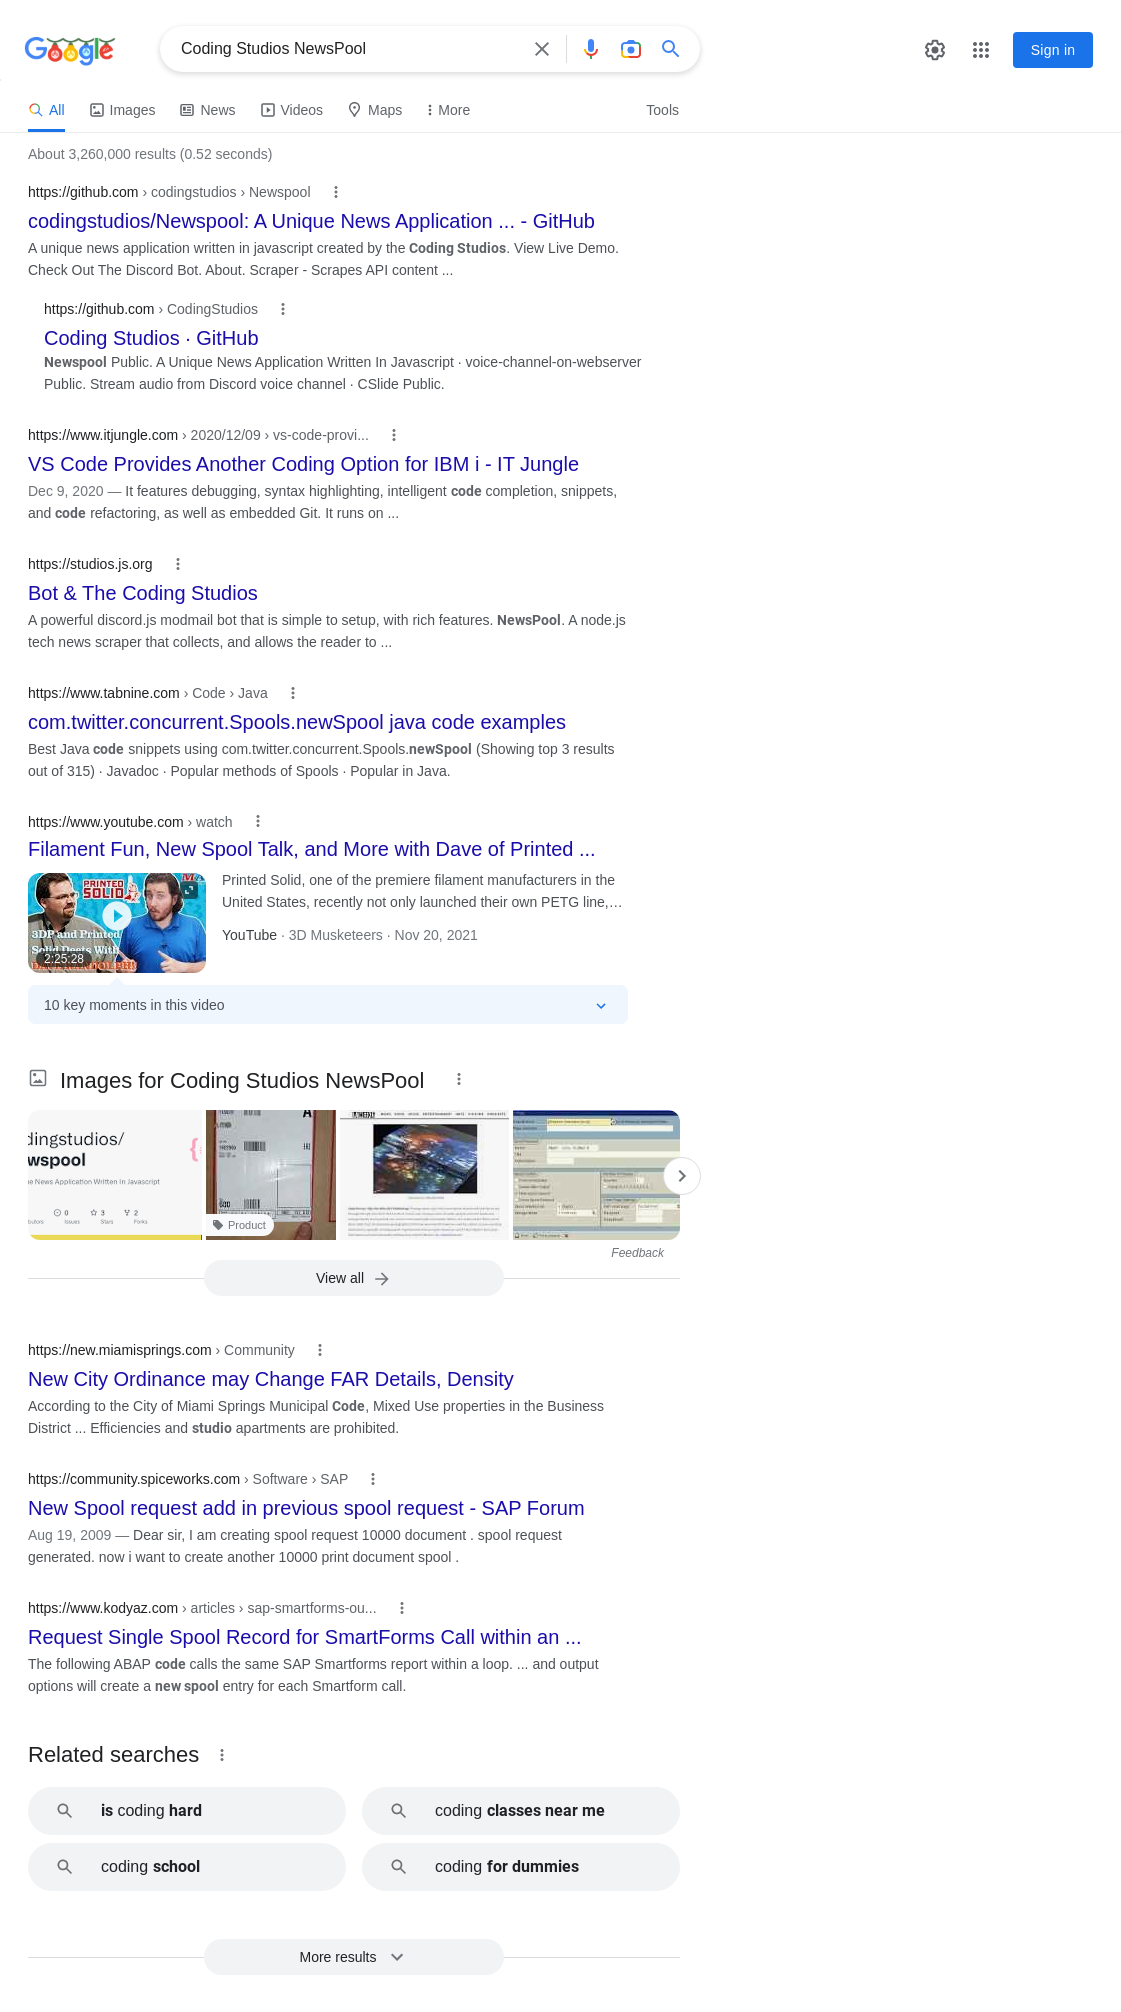 Google
Coding Studios NewsPool
Sign in
All
Images
News
Videos
Maps
More
Tools
About 3,260,000 results (0.52 seconds)
https://github.com › codingstudios › Newspool
codingstudios/Newspool: A Unique News Application ... - GitHub
A unique news application written in javascript created by the Coding Studios. View Live Demo.
Check Out The Discord Bot. About. Scraper - Scrapes API content ...
https://github.com › CodingStudios
Coding Studios · GitHub
Newspool Public. A Unique News Application Written In Javascript · voice-channel-on-webserver
Public. Stream audio from Discord voice channel · CSlide Public.
https://www.itjungle.com › 2020/12/09 › vs-code-provi...
VS Code Provides Another Coding Option for IBM i - IT Jungle
Dec 9, 2020 — It features debugging, syntax highlighting, intelligent code completion, snippets,
and code refactoring, as well as embedded Git. It runs on ...
https://studios.js.org
Bot & The Coding Studios
A powerful discord.js modmail bot that is simple to setup, with rich features. NewsPool. A node.js
tech news scraper that collects, and allows the reader to ...
https://www.tabnine.com › Code › Java
com.twitter.concurrent.Spools.newSpool java code examples
Best Java code snippets using com.twitter.concurrent.Spools.newSpool (Showing top 3 results
out of 315) · Javadoc · Popular methods of Spools · Popular in Java.
https://www.youtube.com › watch
Filament Fun, New Spool Talk, and More with Dave of Printed ...
PRINTED
SOLID
3DP and Printed
Solid Deets With
2:25:28
Printed Solid, one of the premiere filament manufacturers in the
United States, recently not only launched their own PETG line,...
YouTube · 3D Musketeers · Nov 20, 2021
10 key moments in this video
Images for Coding Studios NewsPool
dingstudios/
wspool
ue News Application Written In Javascript
0
3
2
Issues
Stars
Forks
Product
Feedback
View all
https://new.miamisprings.com › Community
New City Ordinance may Change FAR Details, Density
According to the City of Miami Springs Municipal Code, Mixed Use properties in the Business
District ... Efficiencies and studio apartments are prohibited.
https://community.spiceworks.com › Software › SAP
New Spool request add in previous spool request - SAP Forum
Aug 19, 2009 — Dear sir, I am creating spool request 10000 document . spool request
generated. now i want to create another 10000 print document spool .
https://www.kodyaz.com › articles › sap-smartforms-ou...
Request Single Spool Record for SmartForms Call within an ...
The following ABAP code calls the same SAP Smartforms report within a loop. ... and output
options will create a new spool entry for each Smartform call.
Related searches
is coding hard
coding classes near me
coding school
coding for dummies
More results